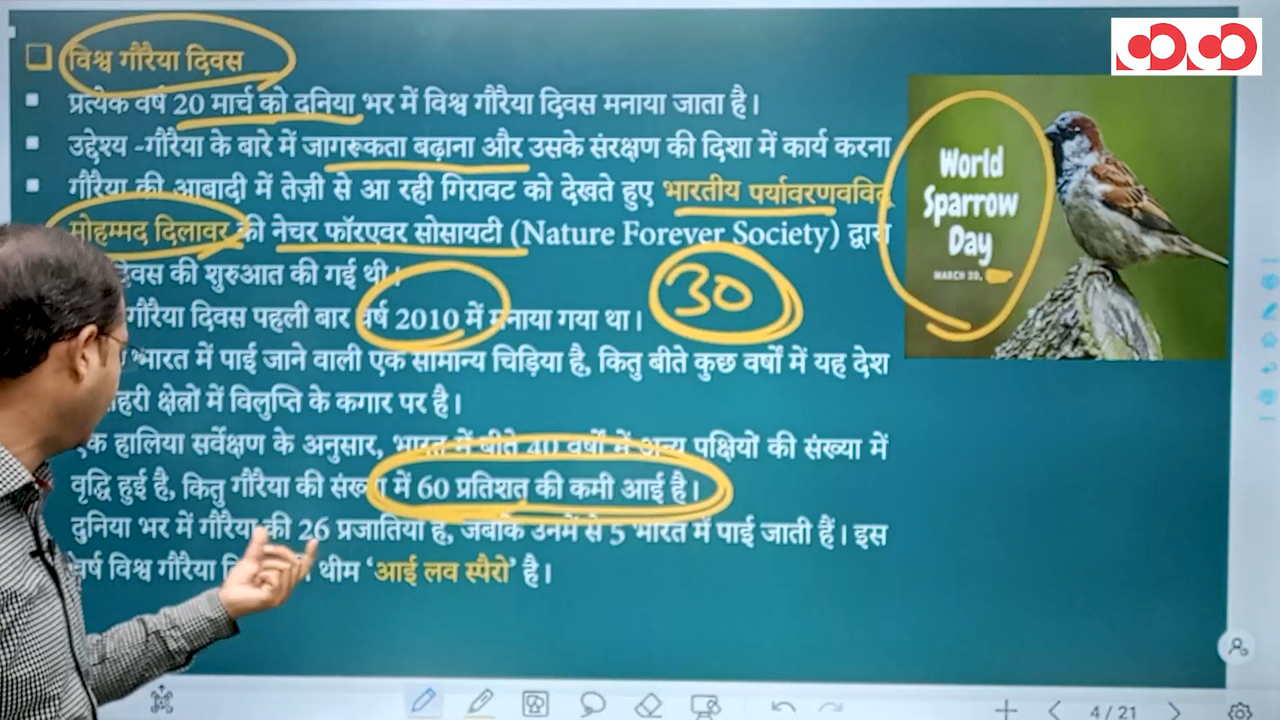 विश्व गौरैया दिवस
प्रत्येक वर्ष 20 मार्च को दुनिया भर में विश्व गौरैया दिवस मनाया जाता है।
उद्देश्य -गौरैया के बारे में जागरूकता बढ़ाना और उसके संरक्षण की दिशा में कार्य करना
गौरैया की आबादी में तेज़ी से आ रही गिरावट को देखते हुए भारतीय पर्यावरणवविद्
मोहम्मद दिलावर की नेचर फॉरएवर सोसायटी (Nature Forever Society) द्वारा
दिवस की शुरुआत की गई थी।
गौरैया दिवस पहली बार वर्ष 2010 में मनाया गया था।
30
भारत में पाई जाने वाली एक सामान्य चिड़िया है, किंतु बीते कुछ वर्षों में यह देश
क्षेत्रों में विलुप्ति के कगार पर है।
एक हालिया सर्वेक्षण के अनुसार, भारत में बीते 40 वर्षों में अन्य पक्षियों की संख्या में
वृद्धि हुई है, किंतु गौरैया की संख्या में 60 प्रतिशत की कमी आई है।
दुनिया भर में गौरैया की 26 प्रजातियां हैं, जबकि उनमें से 5 भारत में पाई जाती हैं। इस
वर्ष विश्व गौरैया थीम ‘आई लव स्पैरो’ है।
World
Sparrow
Day
MARCH 20,
4 / 21